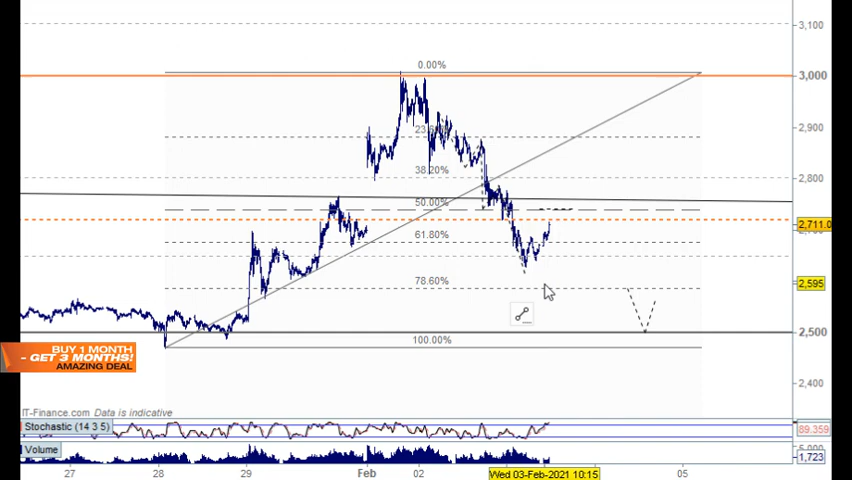 3,100
0.00%
3,000
2,900
38.20%
2,800
50.00%
2,711.0
61.80%
78.60%
2,595
2,500
100.00%
BUY 1 MONTH
- GET 3 MONTHS!
AMAZING DEAL
2,400
IT-Finance.com Data is indicative
Stochastic (14 3 5)
89.359
Volume
1,723
27
28
29
Feb
02
Wed 03-Feb-2021 10:15
05